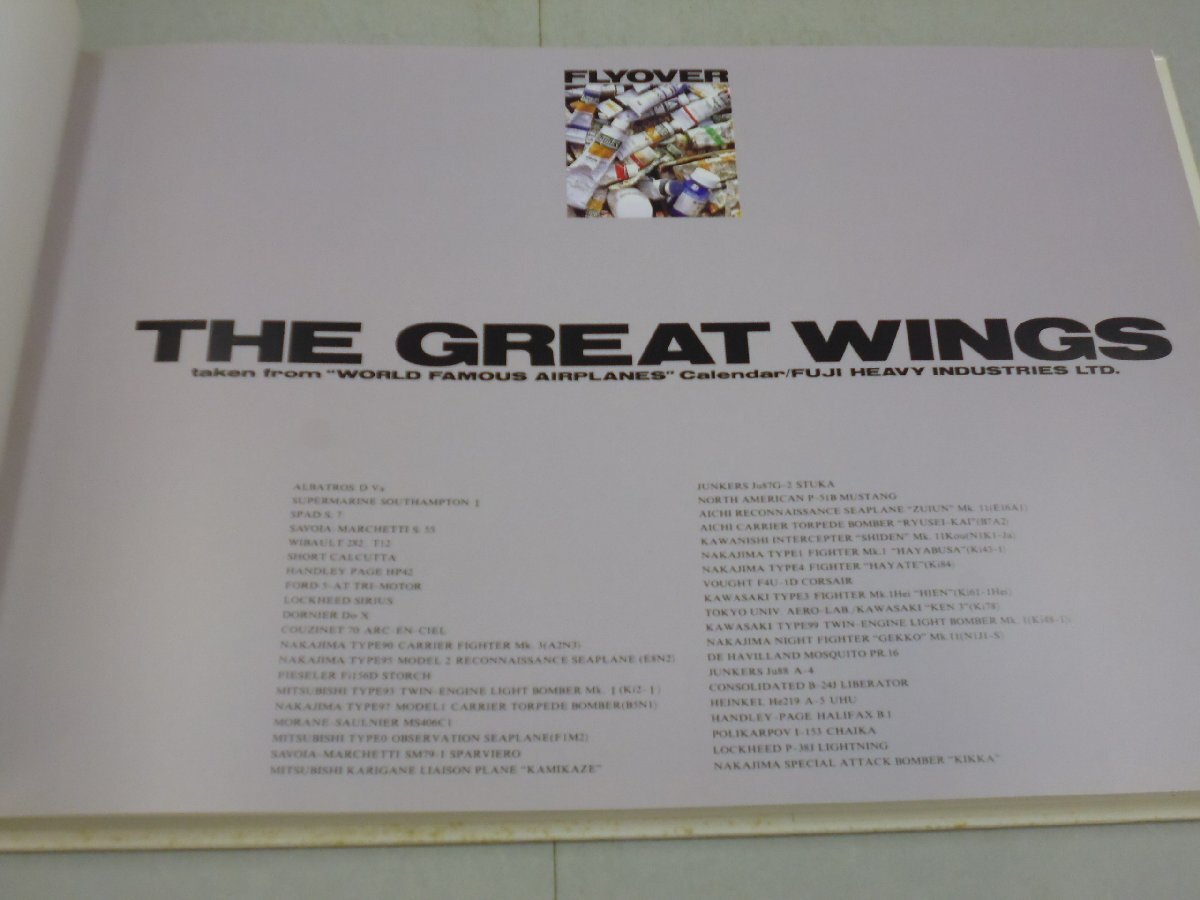 FLYOVER
THE GREAT WINGS
taken from "WORLD FAMOUS AIRPLANES" Calendar/FUJI HEAVY INDUSTRIES LTD.
ALBATROS D Va
SUPERMARINE SOUTHAMPTON I
SPAD S. 7
SAVOIA-MARCHETTI S. 55
WIBAULT 282. T12
SHORT CALCUTTA
HANDLEY PAGE HP42
FORD 5-AT TRI-MOTOR
LOCKHEED SIRIUS
DORNIER Do X
COUZINET 70 ARC-EN-CIEL
NAKAJIMA TYPE90 CARRIER FIGHTER Mk. 3(A2N3)
NAKAJIMA TYPE95 MODEL 2 RECONNAISSANCE SEAPLANE (E8N2)
FIESELER Fi156D STORCH
MITSUBISHI TYPE93 TWIN-ENGINE LIGHT BOMBER Mk. I (Ki2-I)
NAKAJIMA TYPE97 MODEL1 CARRIER TORPEDE BOMBER(B5N1)
MORANE-SAULNIER MS406C1
MITSUBISHI TYPE0 OBSERVATION SEAPLANE(F1M2)
SAVOIA-MARCHETTI SM79-I SPARVIERO
MITSUBISHI KARIGANE LIAISON PLANE "KAMIKAZE"
JUNKERS Ju87G-2 STUKA
NORTH AMERICAN P-51B MUSTANG
AICHI RECONNAISSANCE SEAPLANE "ZUIUN" Mk. 11(E16A1)
AICHI CARRIER TORPEDE BOMBER "RYUSEI-KAI"(B7A2)
KAWANISHI INTERCEPTER "SHIDEN" Mk. 11Kou(N1K1-Ja)
NAKAJIMA TYPE1 FIGHTER Mk.1 "HAYABUSA"(Ki43-I)
NAKAJIMA TYPE4 FIGHTER "HAYATE"(Ki84)
VOUGHT F4U-1D CORSAIR
KAWASAKI TYPE3 FIGHTER Mk.1Hei "HIEN"(Ki61-1Hei)
TOKYO UNIV. AERO-LAB./KAWASAKI "KEN 3"(Ki78)
KAWASAKI TYPE99 TWIN-ENGINE LIGHT BOMBER Mk. 1(Ki48-I)
NAKAJIMA NIGHT FIGHTER "GEKKO" Mk.11(N1J1-S)
DE HAVILLAND MOSQUITO PR.16
JUNKERS Ju88 A-4
CONSOLIDATED B-24J LIBERATOR
HEINKEL He219 A-5 UHU
HANDLEY-PAGE HALIFAX B.1
POLIKARPOV I-153 CHAIKA
LOCKHEED P-38J LIGHTNING
NAKAJIMA SPECIAL ATTACK BOMBER "KIKKA"